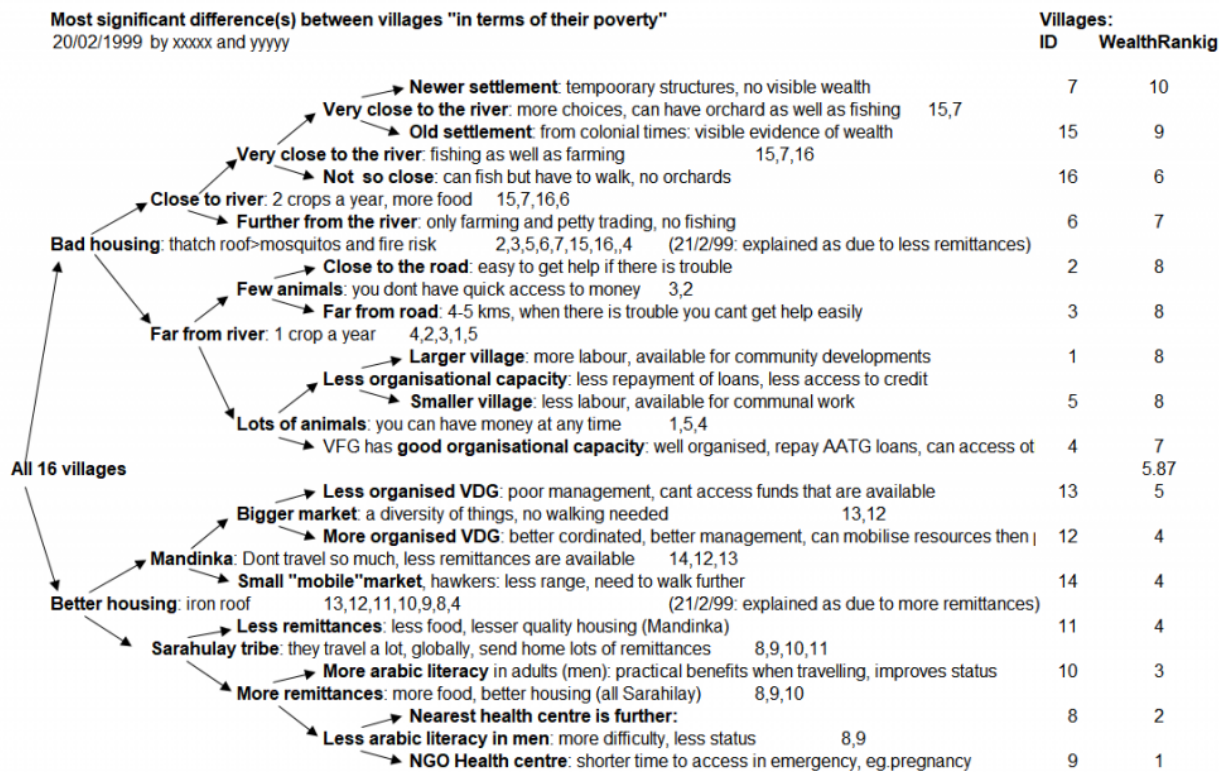 Most significant difference(s) between villages "in terms of their poverty" Villages:
20/02/1999 by xxxxx and yyyyy ID WealthRankig
Newer settlement: tempoorary structures, no visible wealth 7 10
Very close to the river: more choices, can have orchard as well as fishing 15,7
Old settlement: from colonial times: visible evidence of wealth 15 9
Very close to the river: fishing as well as farming 15,7,16
Not so close: can fish but have to walk, no orchards 16 6
Close to river: 2 crops a year, more food 15,7,16,6
Further from the river: only farming and petty trading, no fishing 6 7
Bad housing: thatch roof>mosquitos and fire risk 2,3,5,6,7,15,16,,4 (21/2/99: explained as due to less remittances)
Close to the road: easy to get help if there is trouble 2 8
Few animals: you dont have quick access to money 3,2
Far from road: 4-5 kms, when there is trouble you cant get help easily 3 8
Far from river: 1 crop a year 4,2,3,1,5
Larger village: more labour, available for community developments 1 8
Less organisational capacity: less repayment of loans, less access to credit
Smaller village: less labour, available for communal work 5 8
Lots of animals: you can have money at any time 1,5,4
VFG has good organisational capacity: well organised, repay AATG loans, can access ot 4 7
All 16 villages 5.87
Less organised VDG: poor management, cant access funds that are available 13 5
Bigger market: a diversity of things, no walking needed 13,12
More organised VDG: better cordinated, better management, can mobilise resources then 12 4
Mandinka: Dont travel so much, less remittances are available 14,12,13
Small "mobile"market, hawkers: less range, need to walk further 14 4
Better housing: iron roof 13,12,11,10,9,8,4 (21/2/99: explained as due to more remittances)
Less remittances: less food, lesser quality housing (Mandinka) 11 4
Sarahulay tribe: they travel a lot, globally, send home lots of remittances 8,9,10,11
More arabic literacy in adults (men): practical benefits when travelling, improves status 10 3
More remittances: more food, better housing (all Sarahilay) 8,9,10
Nearest health centre is further: 8 2
Less arabic literacy in men: more difficulty, less status 8,9
NGO Health centre: shorter time to access in emergency, eg.pregnancy 9 1